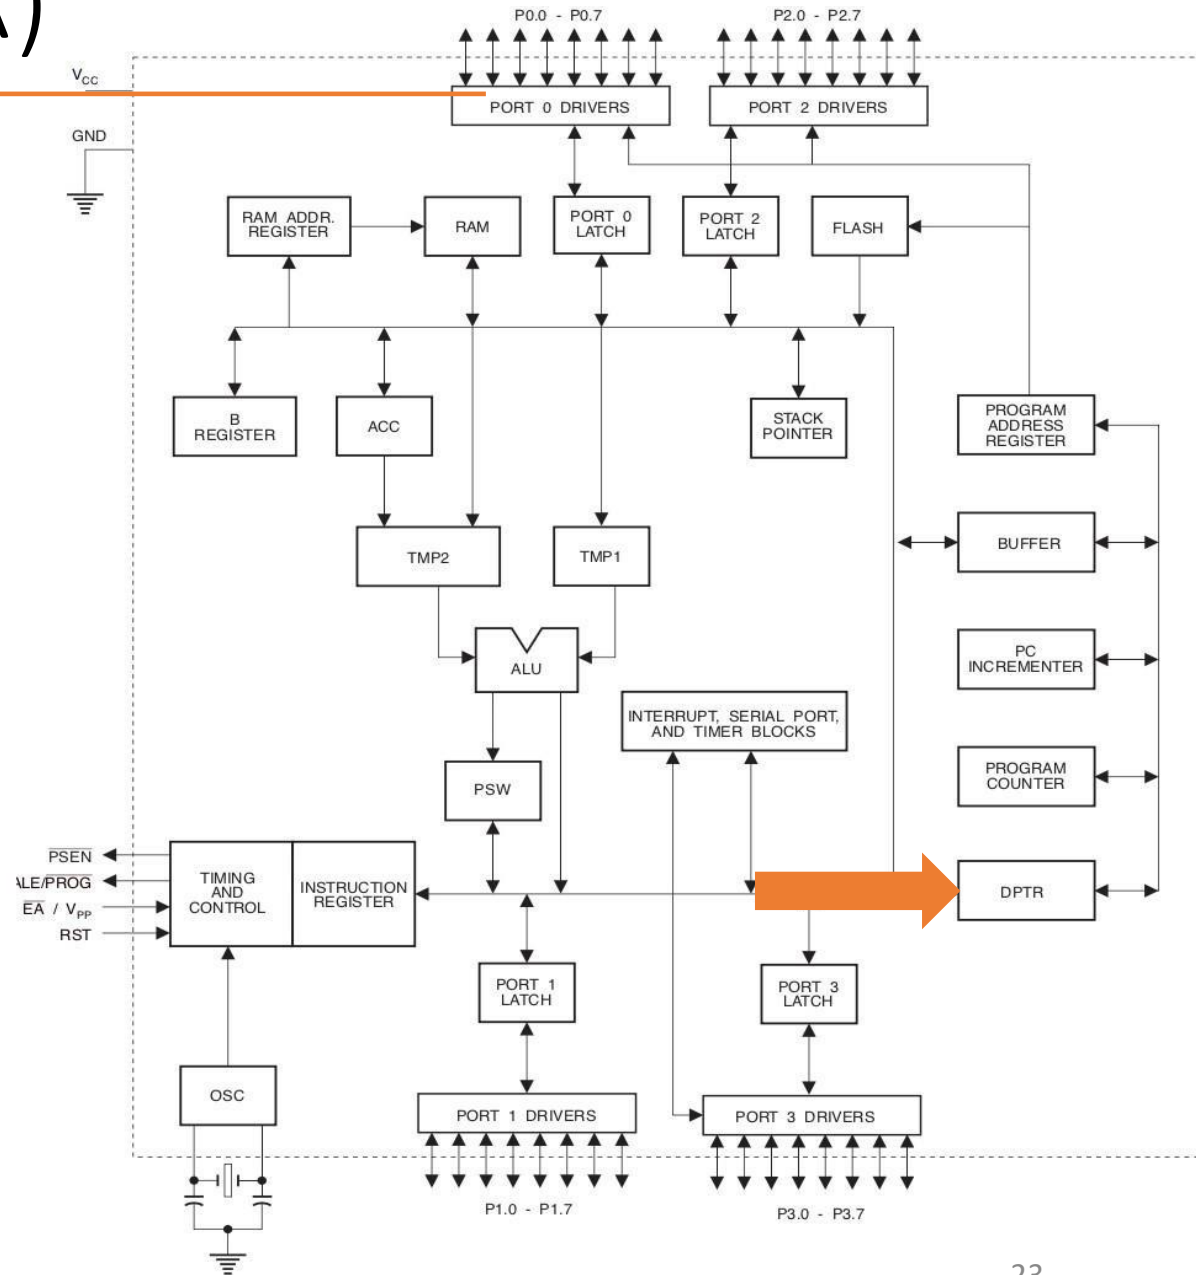 A)
P0.0 - P0.7
P2.0 - P2.7
VCC
PORT 0 DRIVERS
PORT 2 DRIVERS
GND
RAM ADDR.
REGISTER
RAM
PORT 0
LATCH
PORT 2
LATCH
FLASH
B
REGISTER
ACC
STACK
POINTER
PROGRAM
ADDRESS
REGISTER
TMP2
TMP1
BUFFER
ALU
PC
INCREMENTER
INTERRUPT, SERIAL PORT,
AND TIMER BLOCKS
PSW
PROGRAM
COUNTER
PSEN
ALE/PROG
EA / VPP
RST
TIMING
AND
CONTROL
INSTRUCTION
REGISTER
DPTR
PORT 1
LATCH
PORT 3
LATCH
OSC
PORT 1 DRIVERS
PORT 3 DRIVERS
P1.0 - P1.7
P3.0 - P3.7
23